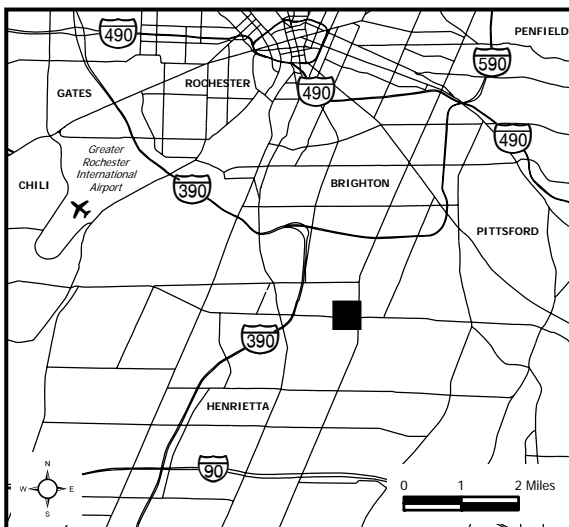 490
PENFIELD
590
GATES
ROCHESTER
490
490
Greater
Rochester
International
Airport
CHILI
390
BRIGHTON
PITTSFORD
390
HENRIETTA
90
N
W E
S
0 1 2 Miles